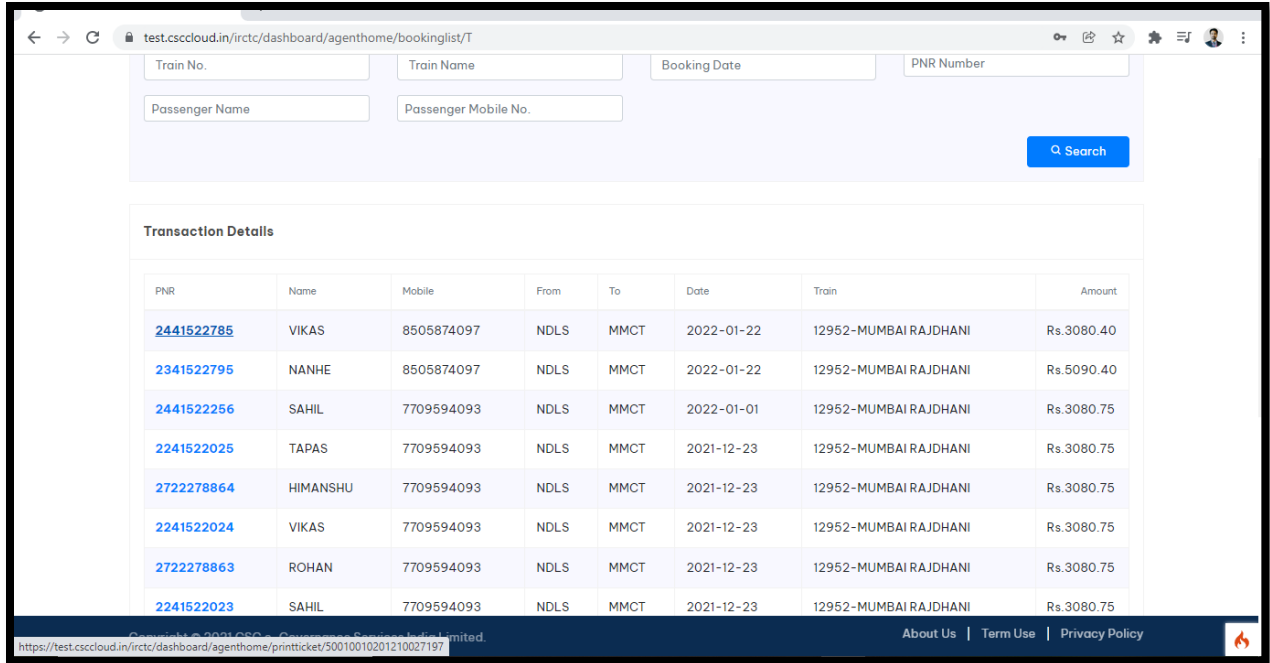 test.csccloud.in/irctc/dashboard/agenthome/bookinglist/T
Train No. Train Name Booking Date PNR Number
Passenger Name Passenger Mobile No.
Search
Transaction Details
PNR Name Mobile From To Date Train Amount
2441522785 VIKAS 8505874097 NDLS MMCT 2022-01-22 12952-MUMBAI RAJDHANI Rs.3080.40
2341522795 NANHE 8505874097 NDLS MMCT 2022-01-22 12952-MUMBAI RAJDHANI Rs.5090.40
2441522256 SAHIL 7709594093 NDLS MMCT 2022-01-01 12952-MUMBAI RAJDHANI Rs.3080.75
2241522025 TAPAS 7709594093 NDLS MMCT 2021-12-23 12952-MUMBAI RAJDHANI Rs.3080.75
2722278864 HIMANSHU 7709594093 NDLS MMCT 2021-12-23 12952-MUMBAI RAJDHANI Rs.3080.75
2241522024 VIKAS 7709594093 NDLS MMCT 2021-12-23 12952-MUMBAI RAJDHANI Rs.3080.75
2722278863 ROHAN 7709594093 NDLS MMCT 2021-12-23 12952-MUMBAI RAJDHANI Rs.3080.75
2241522023 SAHIL 7709594093 NDLS MMCT 2021-12-23 12952-MUMBAI RAJDHANI Rs.3080.75
Copyright © 2021 CSC e-Governance Services India Limited. About Us | Term Use | Privacy Policy
https://test.csccloud.in/irctc/dashboard/agenthome/printticket/50010010201210027197